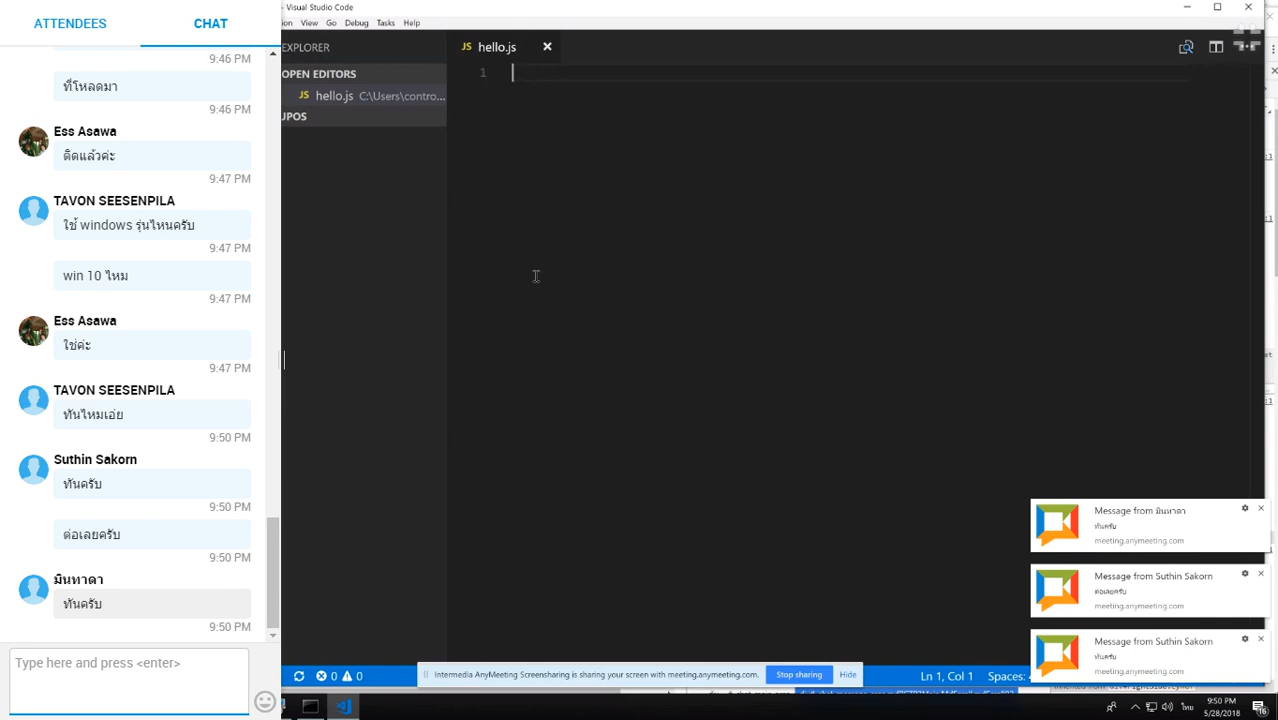 ATTENDEES
CHAT
9:46 PM
ที่โหลดมา
9:46 PM
Ess Asawa
ติดแล้วค่ะ
9:47 PM
TAVON SEESENPILA
ใช้ windows รุ่นไหนครับ
9:47 PM
win 10 ไหม
9:47 PM
Ess Asawa
ใช่ค่ะ
9:47 PM
TAVON SEESENPILA
ทันไหมเอ่ย
9:50 PM
Suthin Sakorn
ทันครับ
9:50 PM
ต่อเลยครับ
9:50 PM
มินทาดา
ทันครับ
9:50 PM
Type here and press <enter>
- Visual Studio Code
ion View Go Debug Tasks Help
EXPLORER
OPEN EDITORS
JS hello.js C:\Users\contro...
UPOS
JS hello.js
1
Message from มินทาดา
ทันครับ
meeting.anymeeting.com
Message from Suthin Sakorn
ต่อเลยครับ
meeting.anymeeting.com
Message from Suthin Sakorn
ทันครับ
meeting.anymeeting.com
0 0
Intermedia AnyMeeting Screensharing is sharing your screen with meeting.anymeeting.com.
Stop sharing
Hide
Ln 1, Col 1
Spaces:
ไทย
9:50 PM
5/28/2018
16